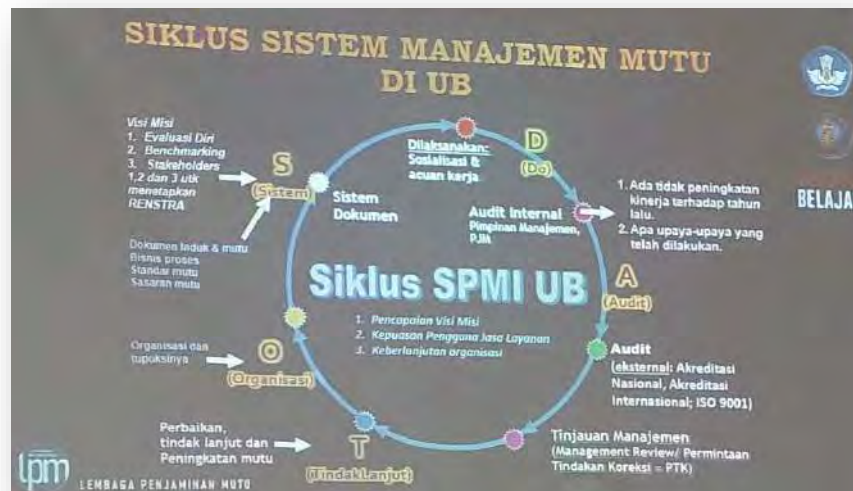 SIKLUS SISTEM MANAJEMEN MUTU
DI UB
Visi Misi
1. Evaluasi Diri
2. Benchmarking
3. Stakeholders
1,2 dan 3 utk
menetapkan
RENSTRA
S
(Sistem)
Sistem
Dokumen
Dokumen Induk & mutu
Bisnis proses
Standar mutu
Sasaran mutu
Dilaksanakan:
Sosialisasi &
acuan kerja
D
(Do)
Audit Internal
Pimpinan Manajemen,
PJM
1. Ada tidak peningkatan
kinerja terhadap tahun
lalu.
2. Apa upaya-upaya yang
telah dilakukan.
BELAJA
Siklus SPMI UB
1. Pencapaian Visi Misi
2. Kepuasan Pengguna Jasa Layanan
3. Keberlanjutan organisasi
A
(Audit)
Audit
(eksternal: Akreditasi
Nasional, Akreditasi
Internasional; ISO 9001)
Organisasi dan
tupoksinya
O
(Organisasi)
Tinjauan Manajemen
(Management Review/ Permintaan
Tindakan Koreksi = PTK)
Perbaikan,
tindak lanjut dan
Peningkatan mutu
T
(TindakLanjut)
lpm
LEMBAGA PENJAMINAN MUTU